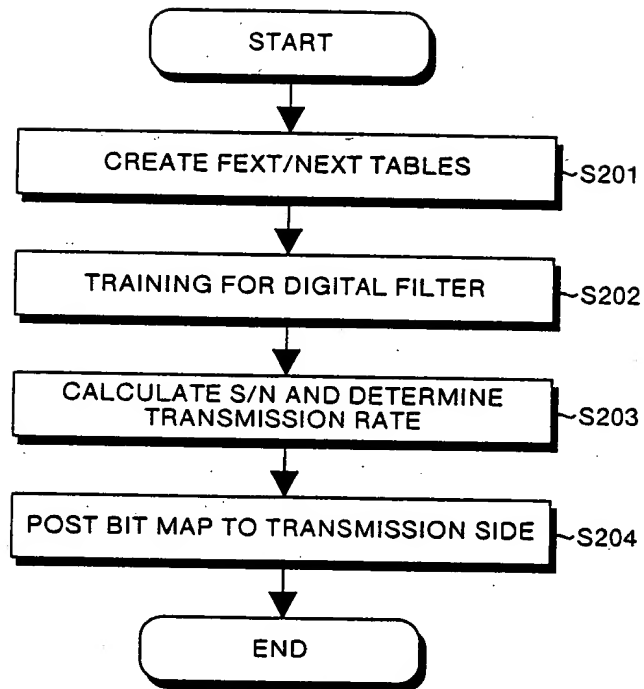 START
CREATE FEXT/NEXT TABLES
S201
TRAINING FOR DIGITAL FILTER
S202
CALCULATE S/N AND DETERMINE
TRANSMISSION RATE
S203
POST BIT MAP TO TRANSMISSION SIDE
S204
END